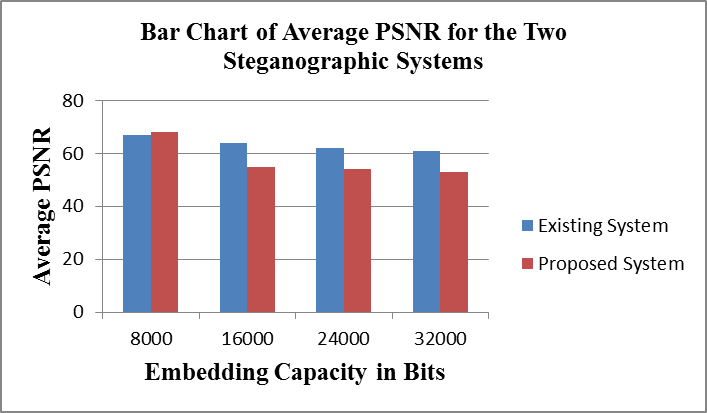 Bar Chart of Average PSNR for the Two
Steganographic Systems
Average PSNR
80
60
40
20
0
8000 16000 24000 32000
Embedding Capacity in Bits
Existing System
Proposed System